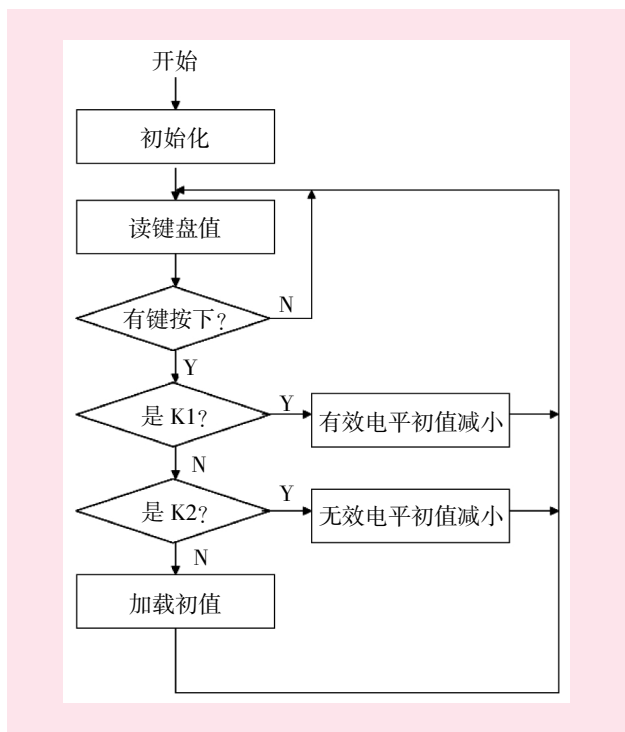 开始
初始化
读键盘值
有键按下?
N
Y
是 K1?
Y
有效电平初值减小
N
是 K2?
Y
无效电平初值减小
N
加载初值